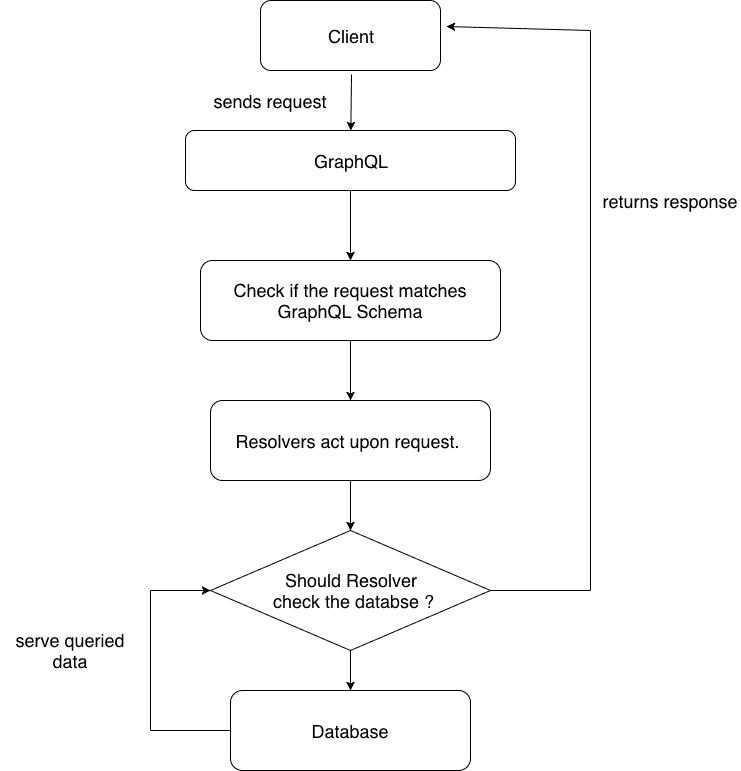 Client
sends request
GraphQL
returns response
Check if the request matches
GraphQL Schema
Resolvers act upon request.
Should Resolver
check the databse ?
serve queried
data
Database